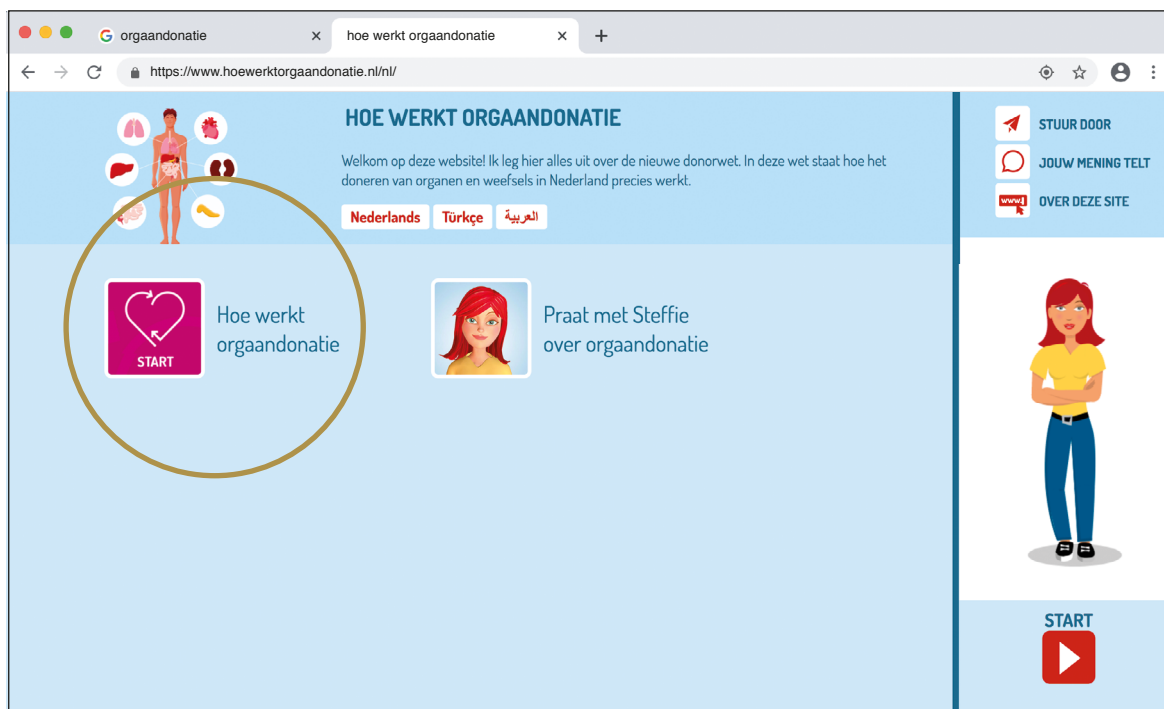 orgaandonatie
hoe werkt orgaandonatie
https://www.hoewerktorgaandonatie.nl/nl/
HOE WERKT ORGAANDONATIE
Welkom op deze website! Ik leg hier alles uit over de nieuwe donorwet. In deze wet staat hoe het
doneren van organen en weefsels in Nederland precies werkt.
Nederlands Türkçe العربية
STUUR DOOR
JOUW MENING TELT
www.
OVER DEZE SITE
START
Hoe werkt
orgaandonatie
Praat met Steffie
over orgaandonatie
START